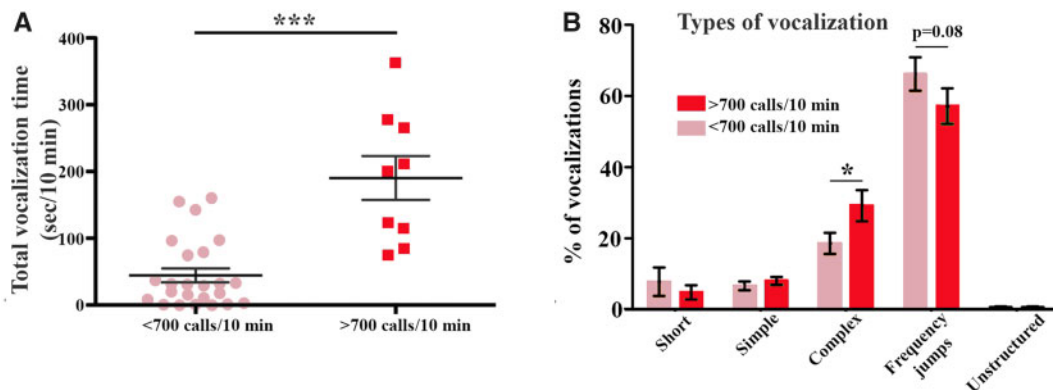 A
***
Total vocalization time
(sec/10 min)
400
300
200
100
0
<700 calls/10 min
>700 calls/10 min
B
Types of vocalization
% of vocalizations
80
60
40
20
0
>700 calls/10 min
<700 calls/10 min
*
p=0.08
Short
Simple
Complex
Frequency
jumps
Unstructured